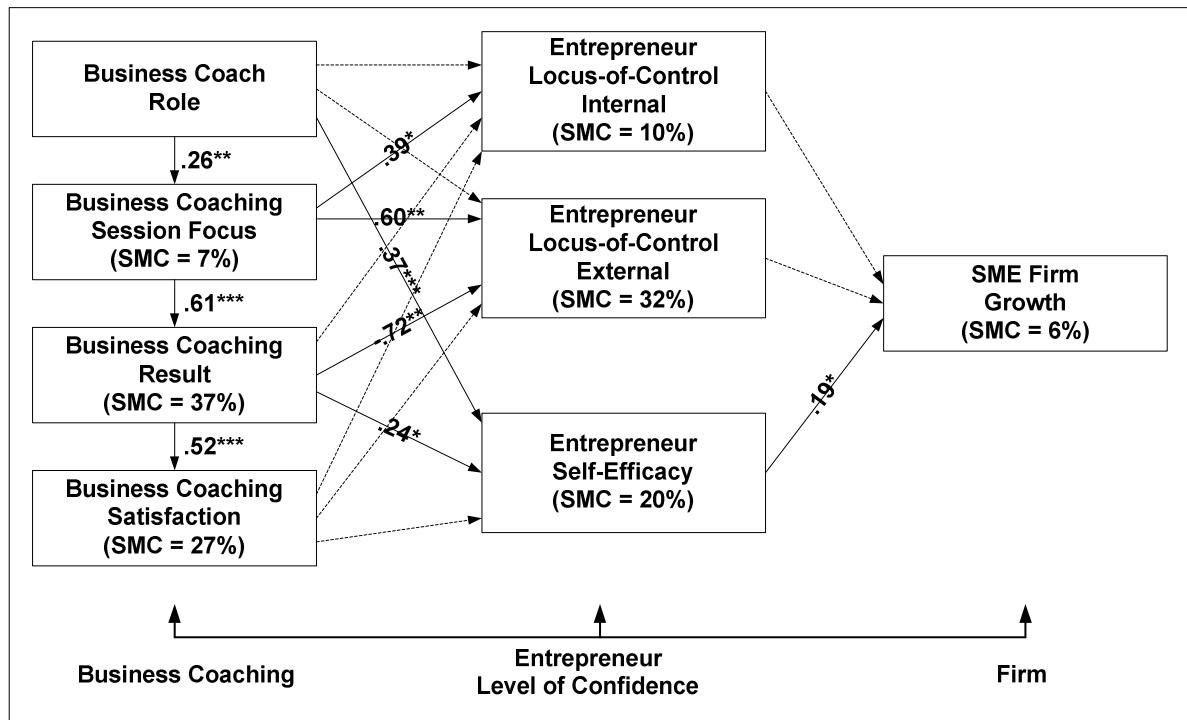 Business Coach
Role
.26**
Business Coaching
Session Focus
(SMC = 7%)
.61***
Business Coaching
Result
(SMC = 37%)
.52***
Business Coaching
Satisfaction
(SMC = 27%)
.39*
.60**
.37***
-.72**
.24*
Entrepreneur
Locus-of-Control
Internal
(SMC = 10%)
Entrepreneur
Locus-of-Control
External
(SMC = 32%)
Entrepreneur
Self-Efficacy
(SMC = 20%)
.19*
SME Firm
Growth
(SMC = 6%)
Business Coaching
Entrepreneur
Level of Confidence
Firm